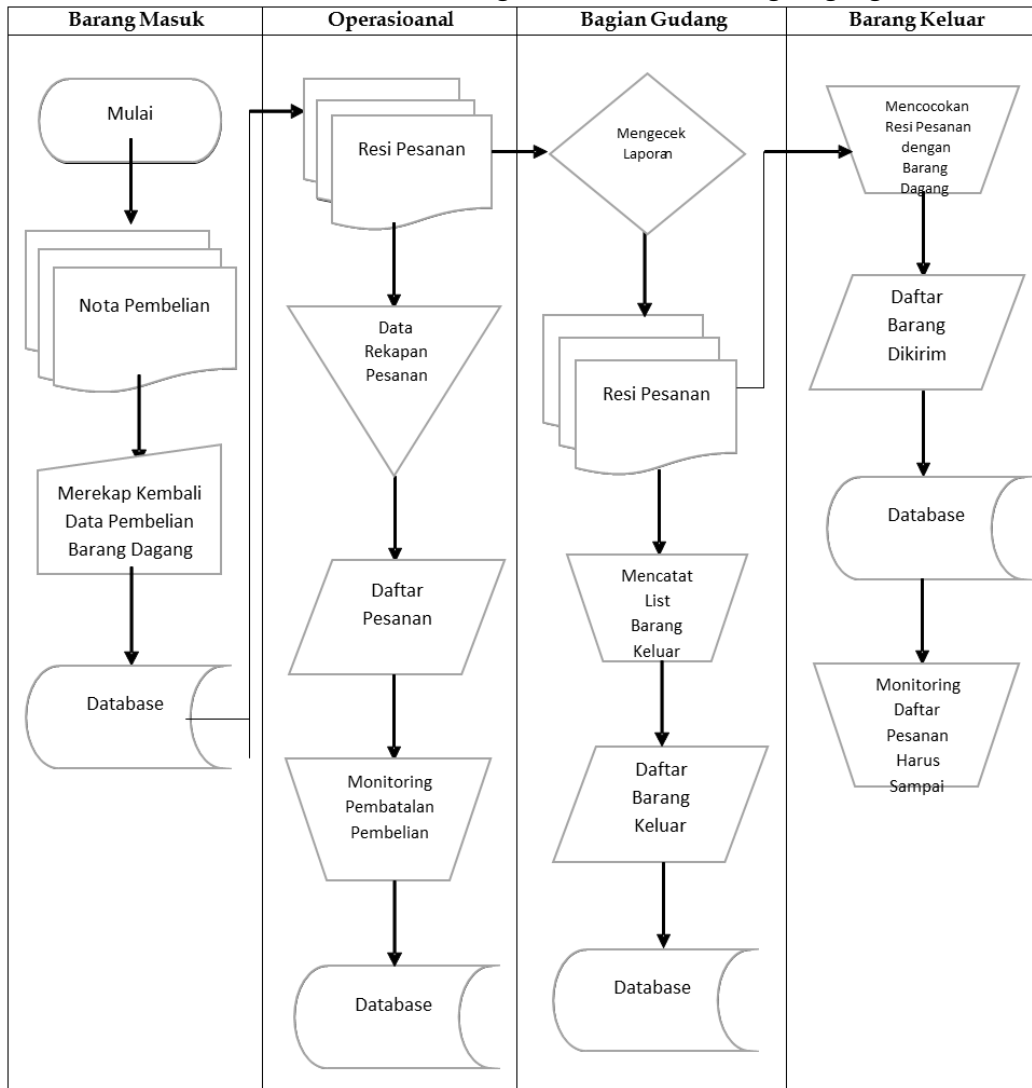 Barang Masuk
Operasioanal
Bagian Gudang
Barang Keluar
Mulai
Nota Pembelian
Merekap Kembali
Data Pembelian
Barang Dagang
Database
Resi Pesanan
Data
Rekapan
Pesanan
Daftar
Pesanan
Monitoring
Pembatalan
Pembelian
Database
Mengecek
Laporan
Resi Pesanan
Mencatat
List
Barang
Keluar
Daftar
Barang
Keluar
Database
Mencocokan
Resi Pesanan
dengan
Barang
Dagang
Daftar
Barang
Dikirim
Database
Monitoring
Daftar
Pesanan
Harus
Sampai